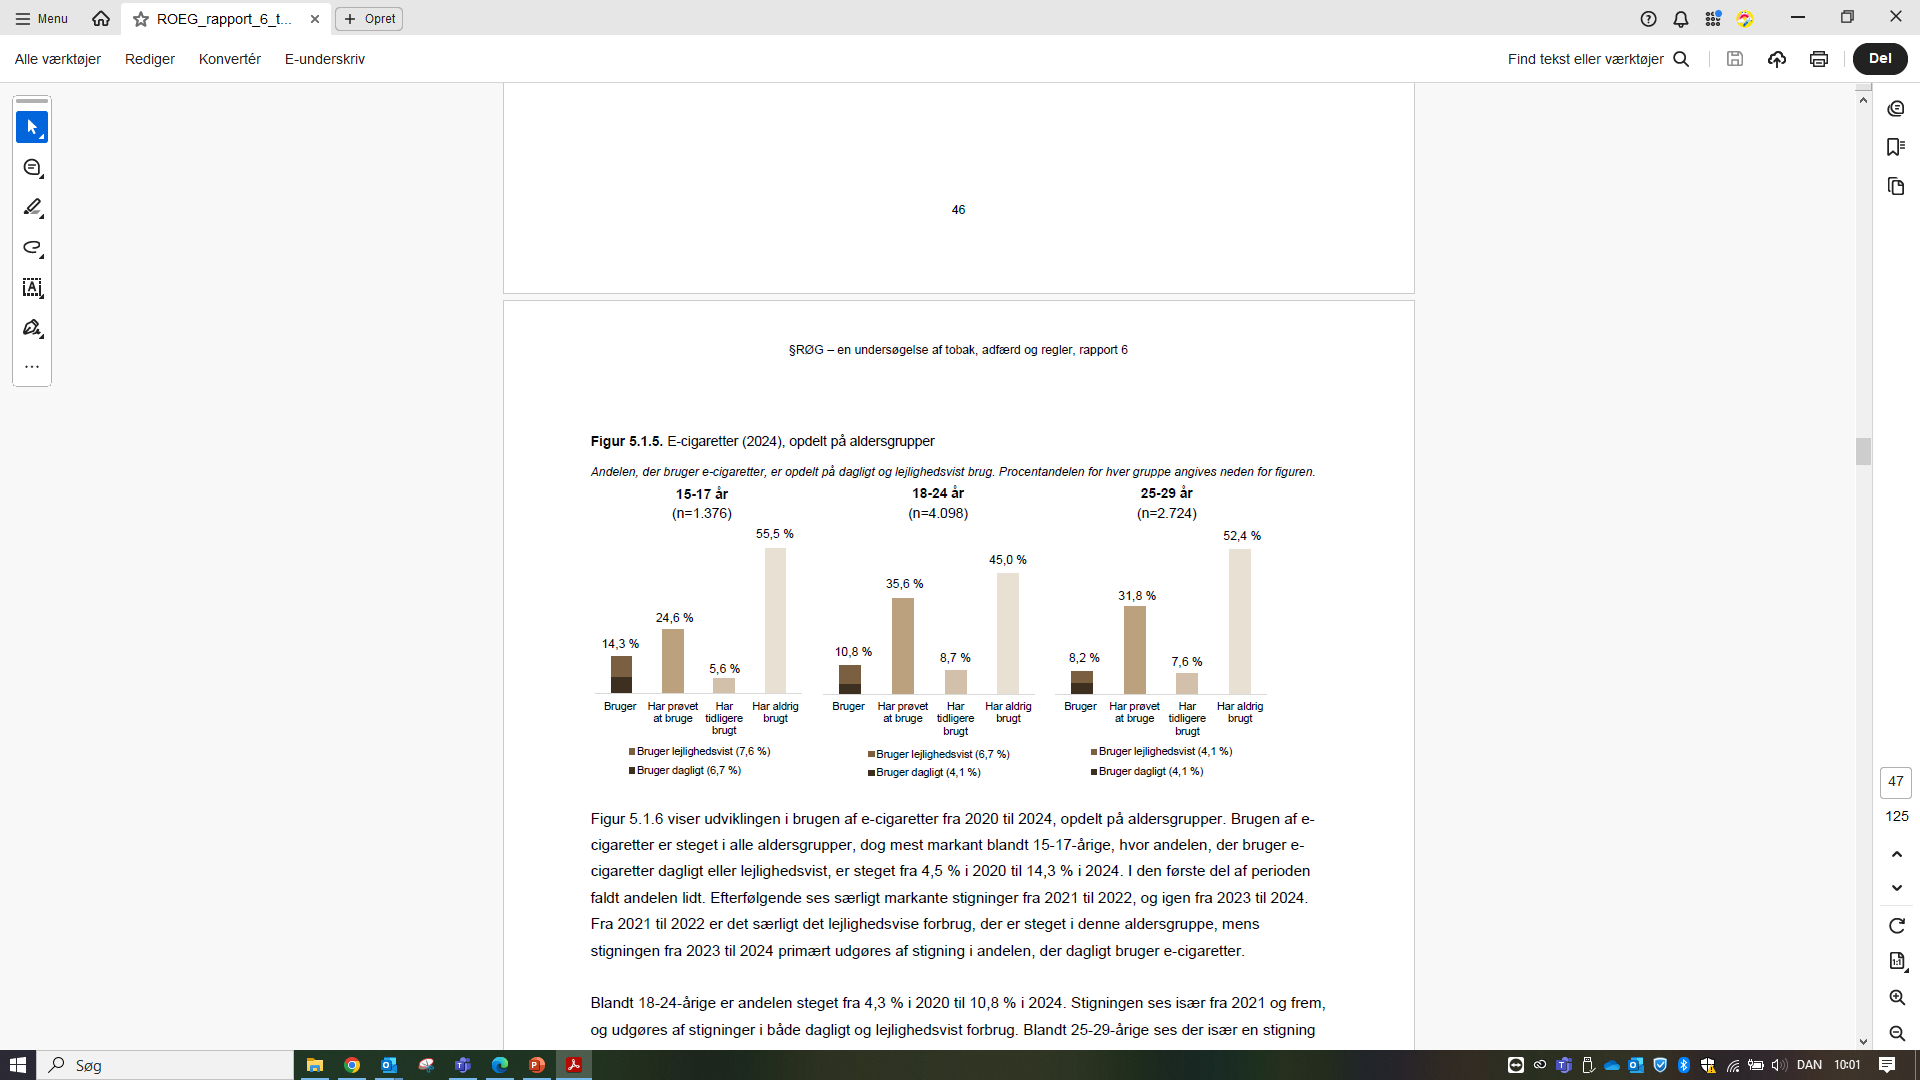 Menu
ROEG_rapport_6_t...
Opret
Alle værktøjer
Rediger
Konvertér
E-underskriv
Find tekst eller værktøjer
Del
46
§RØG – en undersøgelse af tobak, adfærd og regler, rapport 6
Figur 5.1.5. E-cigaretter (2024), opdelt på aldersgrupper
Andelen, der bruger e-cigaretter, er opdelt på dagligt og lejlighedsvist brug. Procentandelen for hver gruppe angives neden for figuren.
15-17 år
(n=1.376)
14,3 %
24,6 %
5,6 %
55,5 %
Bruger
Har prøvet
at bruge
Har
tidligere
brugt
Har aldrig
brugt
Bruger lejlighedsvist (7,6 %)
Bruger dagligt (6,7 %)
18-24 år
(n=4.098)
10,8 %
35,6 %
8,7 %
45,0 %
Bruger
Har prøvet
at bruge
Har
tidligere
brugt
Har aldrig
brugt
Bruger lejlighedsvist (6,7 %)
Bruger dagligt (4,1 %)
25-29 år
(n=2.724)
8,2 %
31,8 %
7,6 %
52,4 %
Bruger
Har prøvet
at bruge
Har
tidligere
brugt
Har aldrig
brugt
Bruger lejlighedsvist (4,1 %)
Bruger dagligt (4,1 %)
Figur 5.1.6 viser udviklingen i brugen af e-cigaretter fra 2020 til 2024, opdelt på aldersgrupper. Brugen af e-
cigaretter er steget i alle aldersgrupper, dog mest markant blandt 15-17-årige, hvor andelen, der bruger e-
cigaretter dagligt eller lejlighedsvist, er steget fra 4,5 % i 2020 til 14,3 % i 2024. I den første del af perioden
faldt andelen lidt. Efterfølgende ses særligt markante stigninger fra 2021 til 2022, og igen fra 2023 til 2024.
Fra 2021 til 2022 er det særligt det lejlighedsvise forbrug, der er steget i denne aldersgruppe, mens
stigningen fra 2023 til 2024 primært udgøres af stigning i andelen, der dagligt bruger e-cigaretter.
Blandt 18-24-årige er andelen steget fra 4,3 % i 2020 til 10,8 % i 2024. Stigningen ses især fra 2021 og frem,
og udgøres af stigninger i både dagligt og lejlighedsvist forbrug. Blandt 25-29-årige ses der især en stigning
47
125
Søg
DAN
10:01